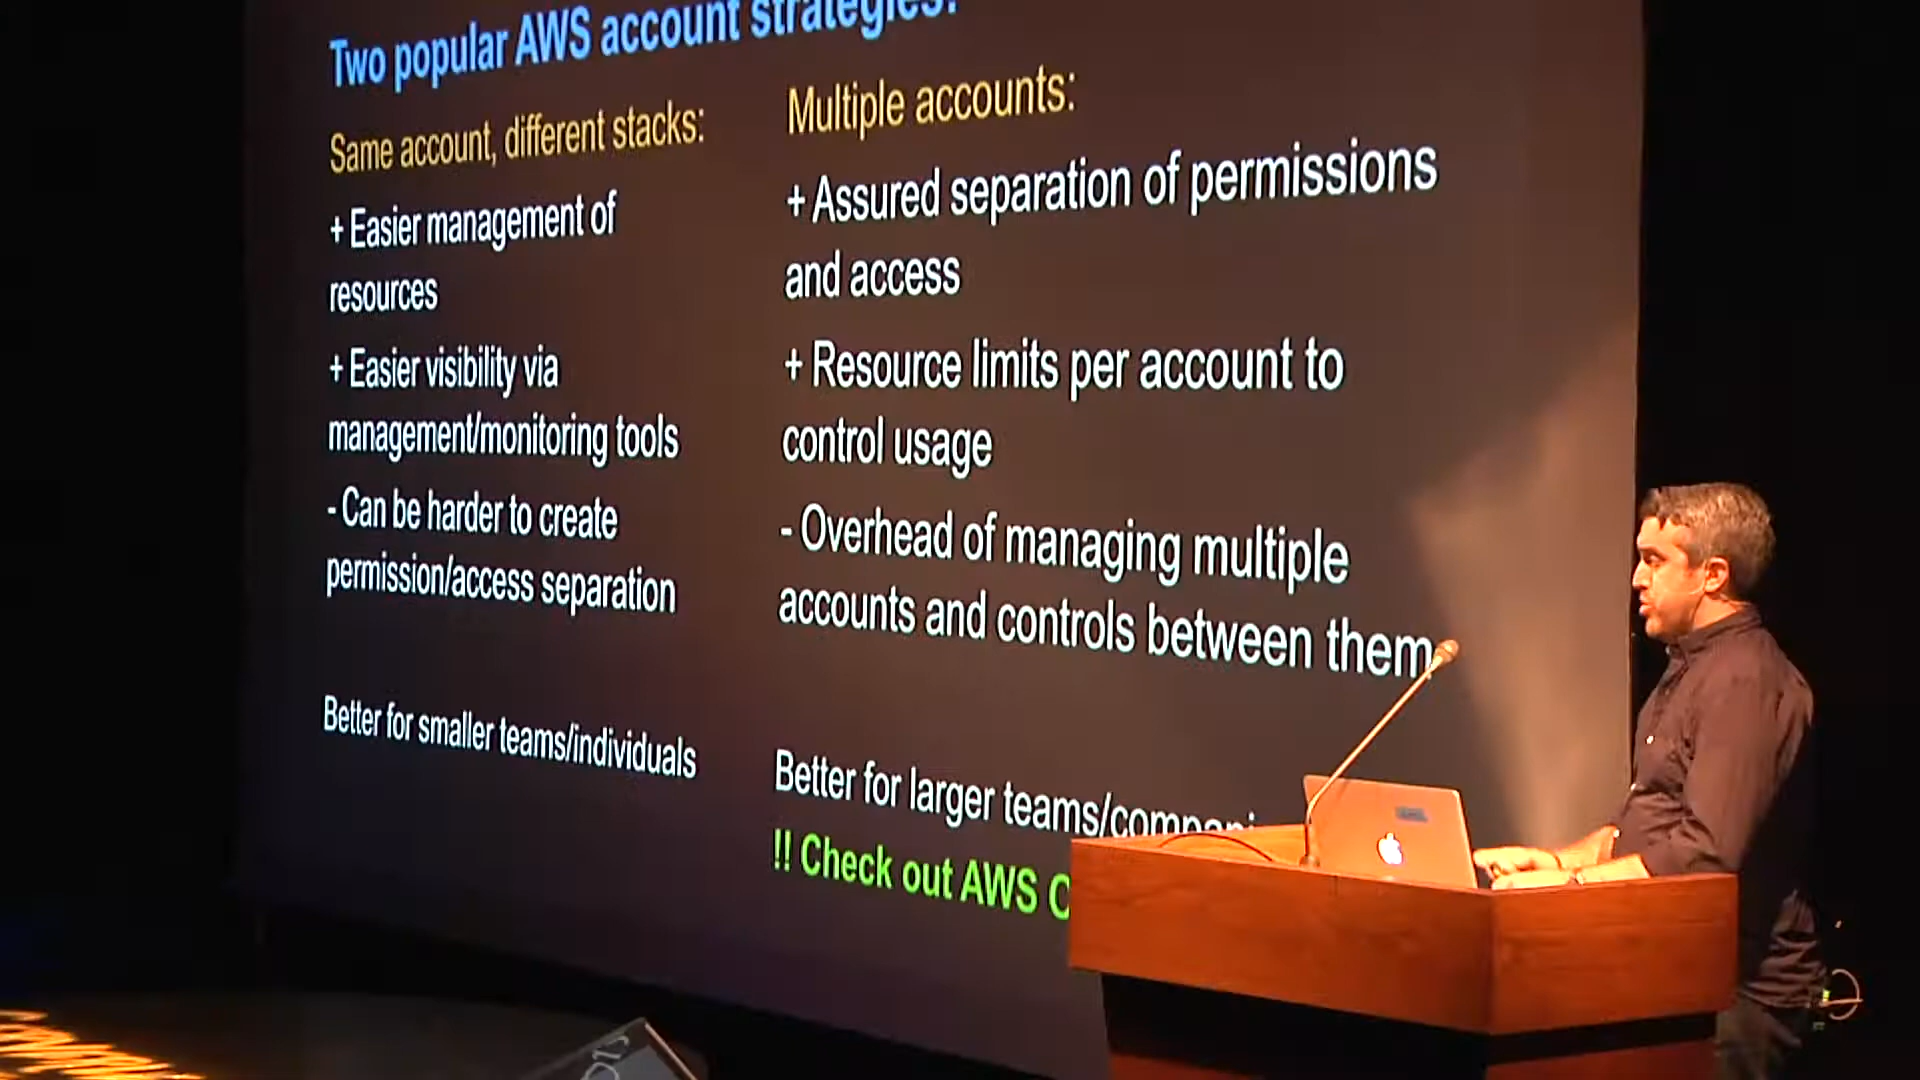 Two popular AWS account strategies:
Same account, different stacks:
+ Easier management of
resources
+ Easier visibility via
management/monitoring tools
- Can be harder to create
permission/access separation
Better for smaller teams/individuals
Multiple accounts:
+ Assured separation of permissions
and access
+ Resource limits per account to
control usage
- Overhead of managing multiple
accounts and controls between them
Better for larger
!! Check out AWS